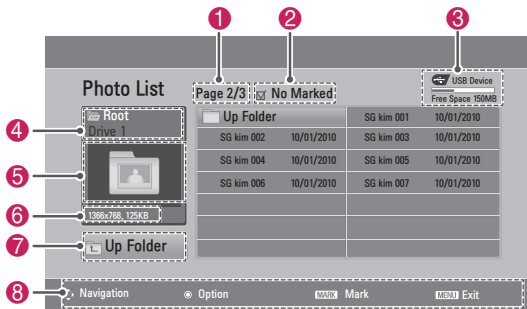 1 2 3
Photo List
Page 2/3
No Marked
USB Device
Free Space 150MB
4
Root
Drive 1
5
6
1366x768, 125KB
7
Up Folder
Up Folder
SG kim 001 10/01/2010
SG kim 002 10/01/2010
SG kim 003 10/01/2010
SG kim 004 10/01/2010
SG kim 005 10/01/2010
SG kim 006 10/01/2010
SG kim 007 10/01/2010
8
Navigation
Option
MARK Mark
MENU Exit